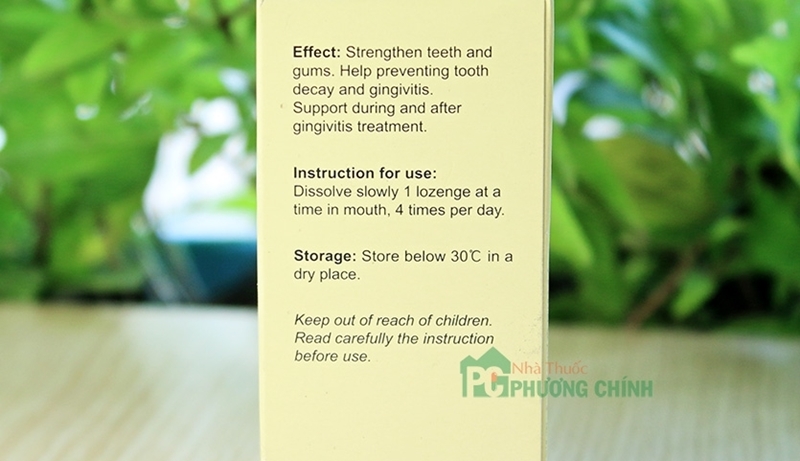 Effect: Strengthen teeth and
gums. Help preventing tooth
decay and gingivitis.
Support during and after
gingivitis treatment.
Instruction for use:
Dissolve slowly 1 lozenge at a
time in mouth, 4 times per day.
Storage: Store below 30℃ in a
dry place.
Keep out of reach of children.
Read carefully the instruction
before use.
PC
Nhà Thuốc
PHƯƠNG CHÍNH